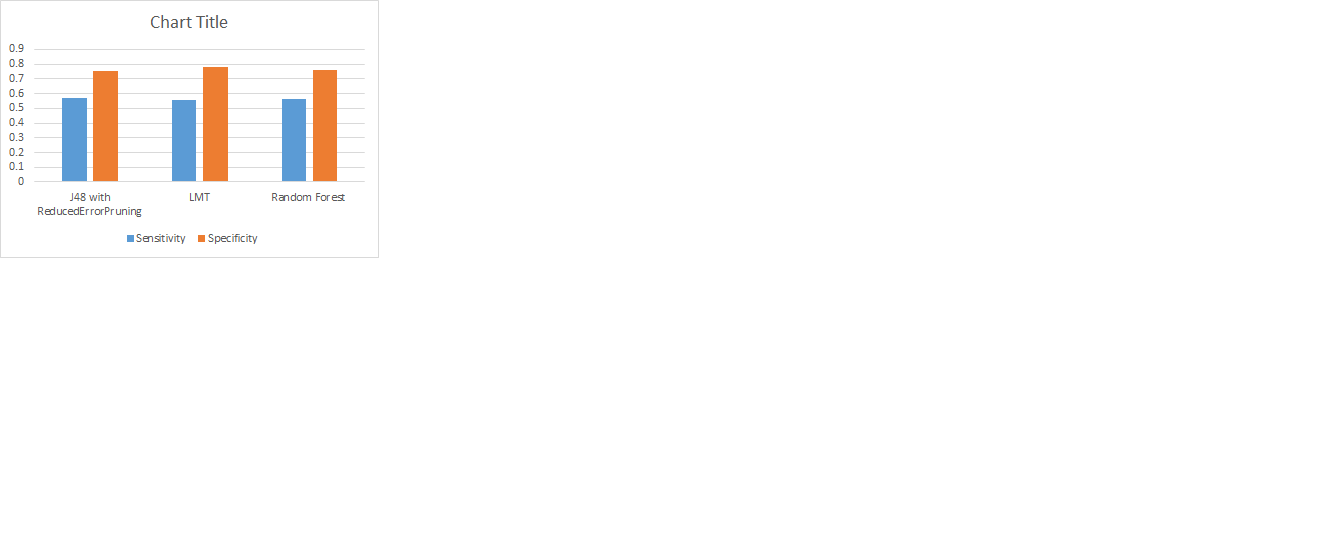 Chart Title
0.9
0.8
0.7
0.6
0.5
0.4
0.3
0.2
0.1
0
J48 with
ReducedErrorPruning
LMT
Random Forest
Sensitivity
Specificity